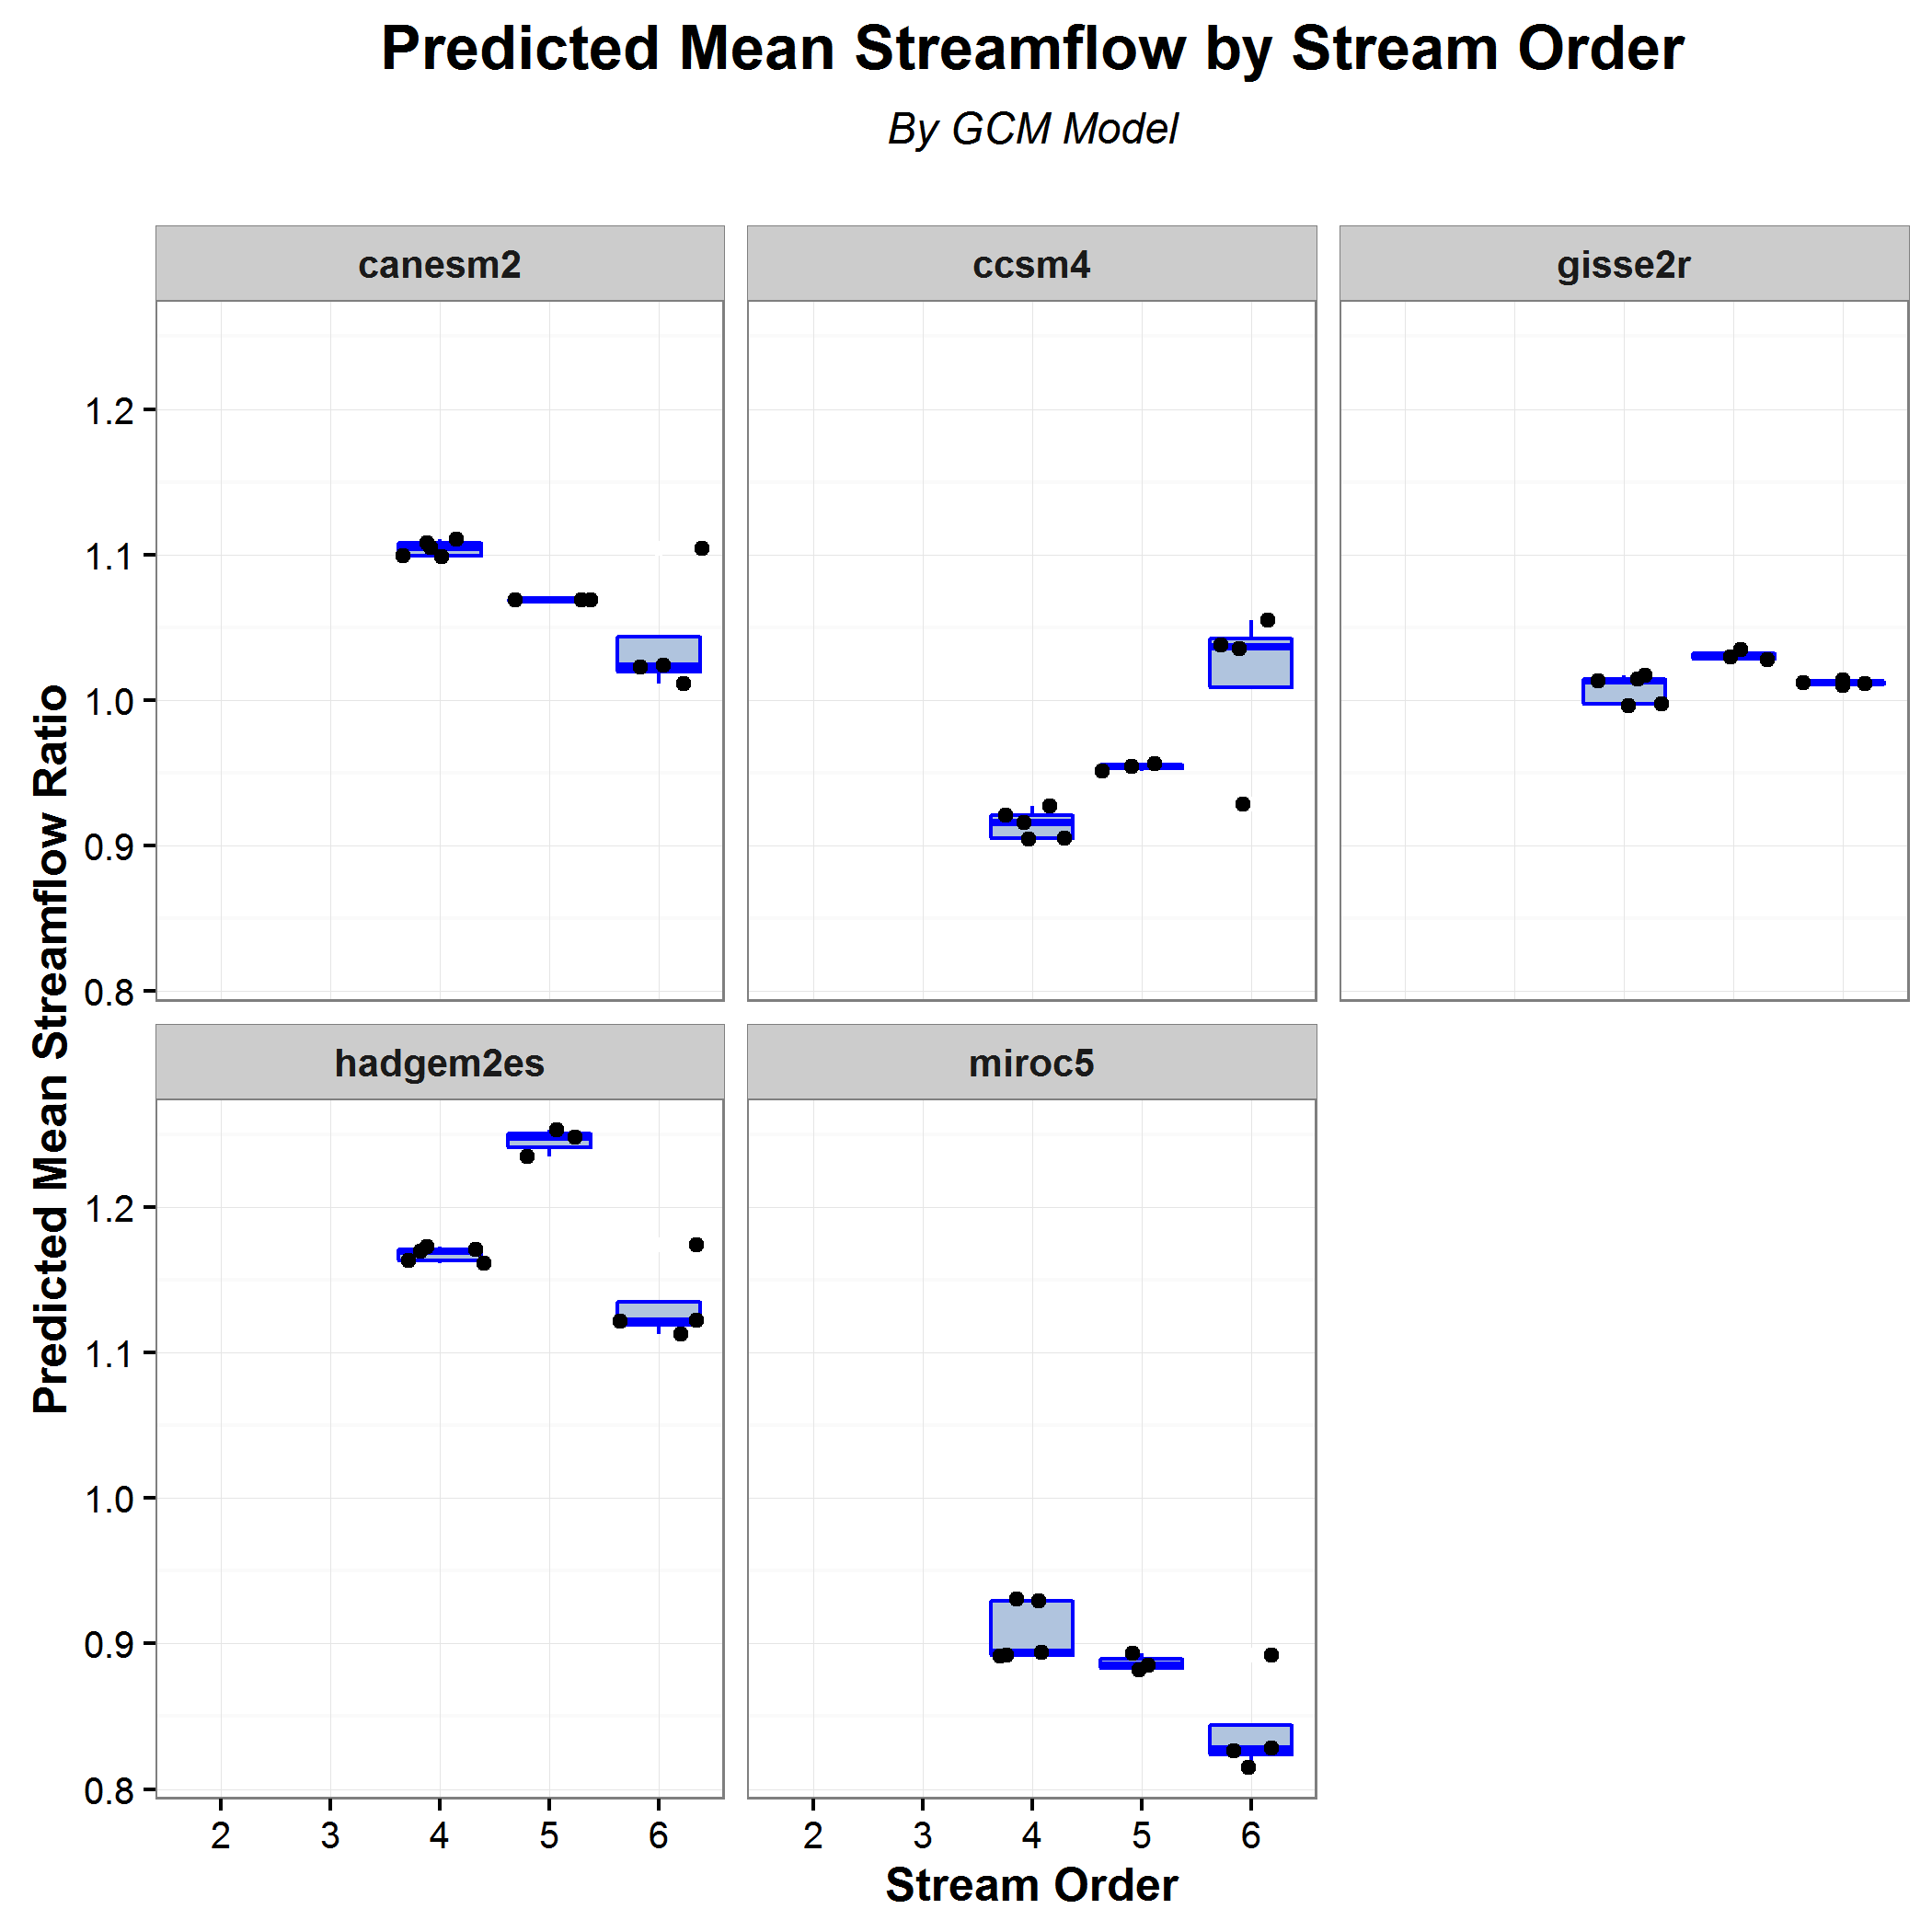 Predicted Mean Streamflow by Stream Order
By GCM Model
canesm2
ccsm4
gisse2r
1.2
1.1
1.0
0.9
0.8
Predicted Mean Streamflow Ratio
hadgem2es
miroc5
1.2
1.1
1.0
0.9
0.8
2 3 4 5 6
2 3 4 5 6
Stream Order